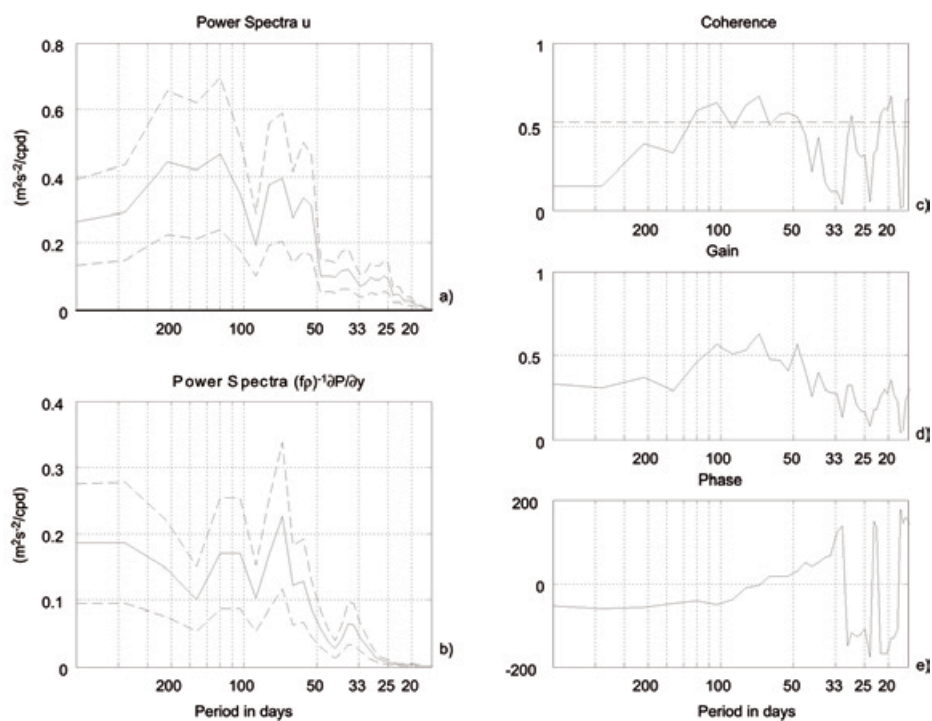 Power Spectra u
0.8
0.6
0.4
0.2
0
(m²s⁻²/cpd)
200 100 50 33 25 20
a)
Power Spectra (fρ)⁻¹∂P/∂y
0.4
0.3
0.2
0.1
0
(m²s⁻²/cpd)
b)
200 100 50 33 25 20
Period in days
Coherence
1
0.5
0
c)
200 100 50 33 25 20
Gain
1
0.5
0
d)
200 100 50 33 25 20
Phase
200
0
-200
e)
200 100 50 33 25 20
Period in days